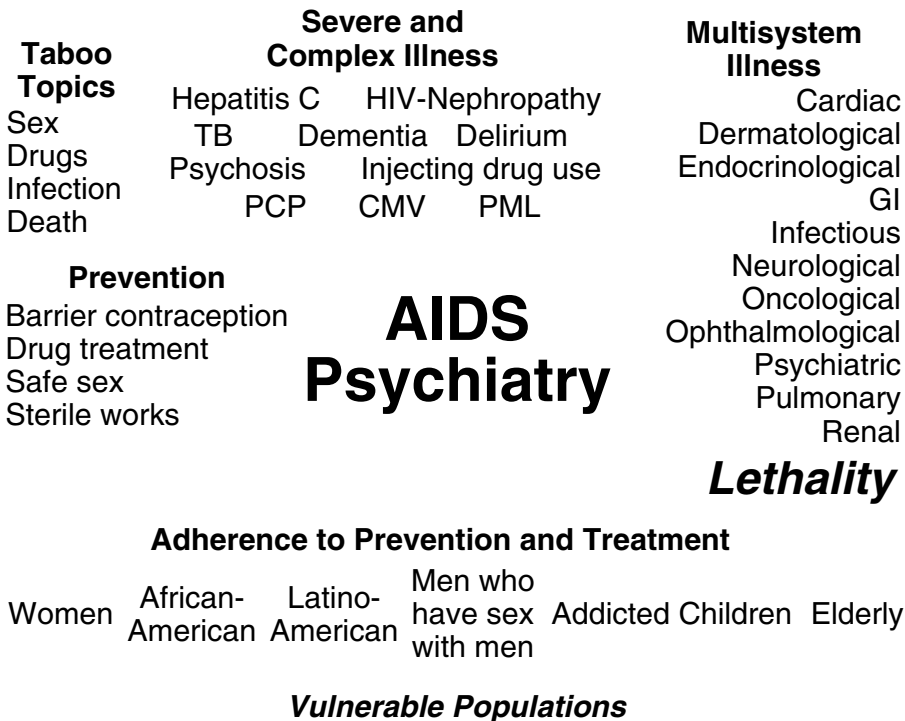 Taboo
Topics
Sex
Drugs
Infection
Death
Severe and
Complex Illness
Hepatitis C HIV-Nephropathy
TB Dementia Delirium
Psychosis Injecting drug use
PCP CMV PML
Multisystem
Illness
Cardiac
Dermatological
Endocrinological
GI
Infectious
Neurological
Oncological
Ophthalmological
Psychiatric
Pulmonary
Renal
Prevention
Barrier contraception
Drug treatment
Safe sex
Sterile works
AIDS
Psychiatry
Lethality
Adherence to Prevention and Treatment
Women
African-
American
Latino-
American
Men who
have sex
with men
Addicted
Children
Elderly
Vulnerable Populations